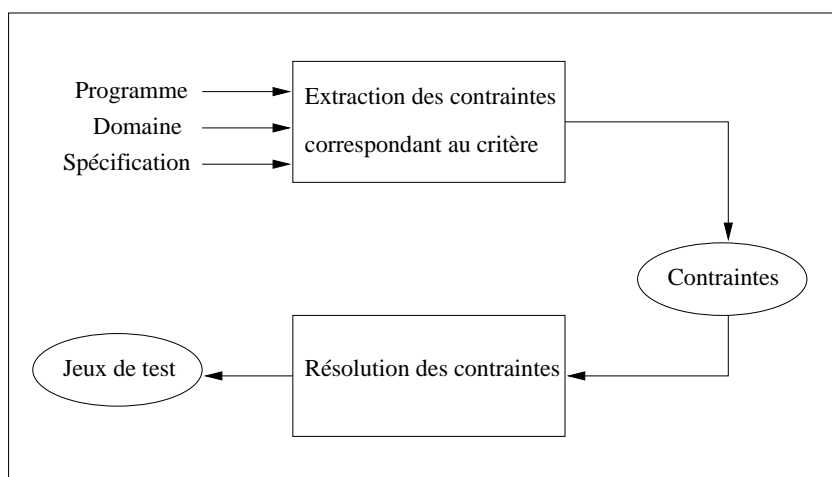 Programme
Domaine
Spécification
Extraction des contraintes
correspondant au critère
Contraintes
Jeux de test
Résolution des contraintes